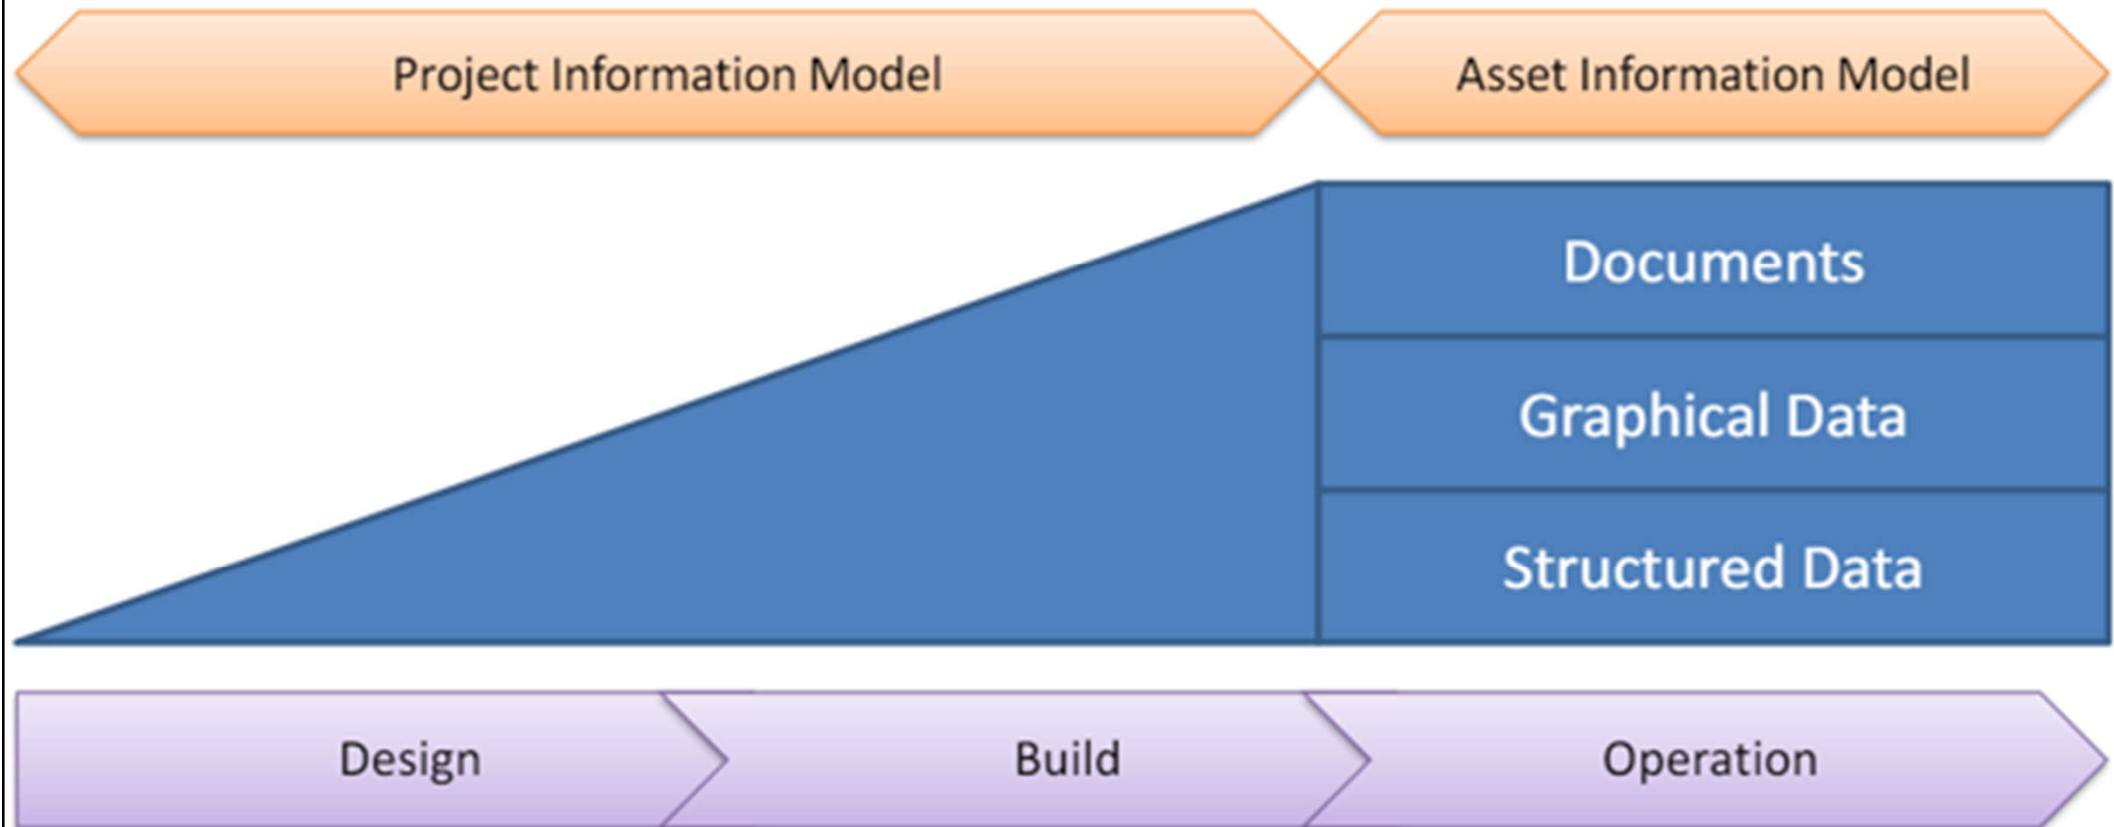 Project Information Model
Asset Information Model
Documents
Graphical Data
Structured Data
Design
Build
Operation